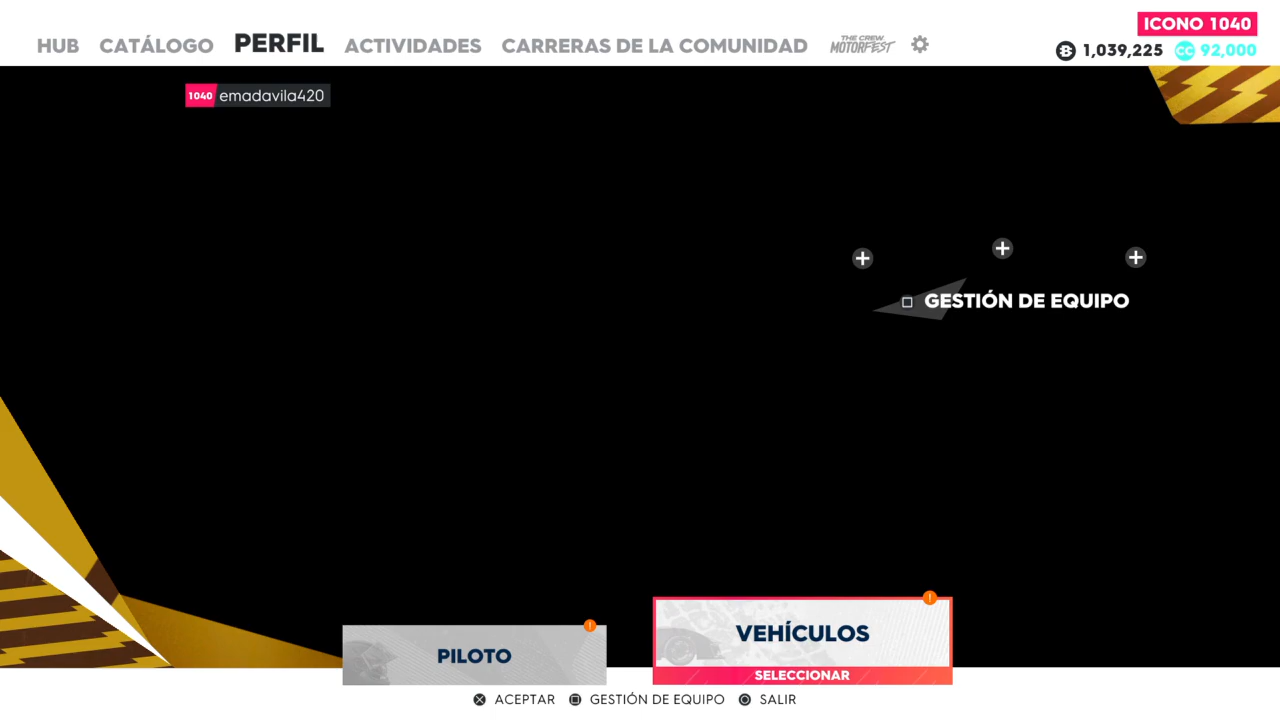 ICONO 1040
HUB CATÁLOGO PERFIL ACTIVIDADES CARRERAS DE LA COMUNIDAD THE CREW MOTORFEST
1,039,225 CC 92,000
1040 emadavila420
GESTIÓN DE EQUIPO
VEHÍCULOS
PILOTO
SELECCIONAR
ACEPTAR GESTIÓN DE EQUIPO SALIR